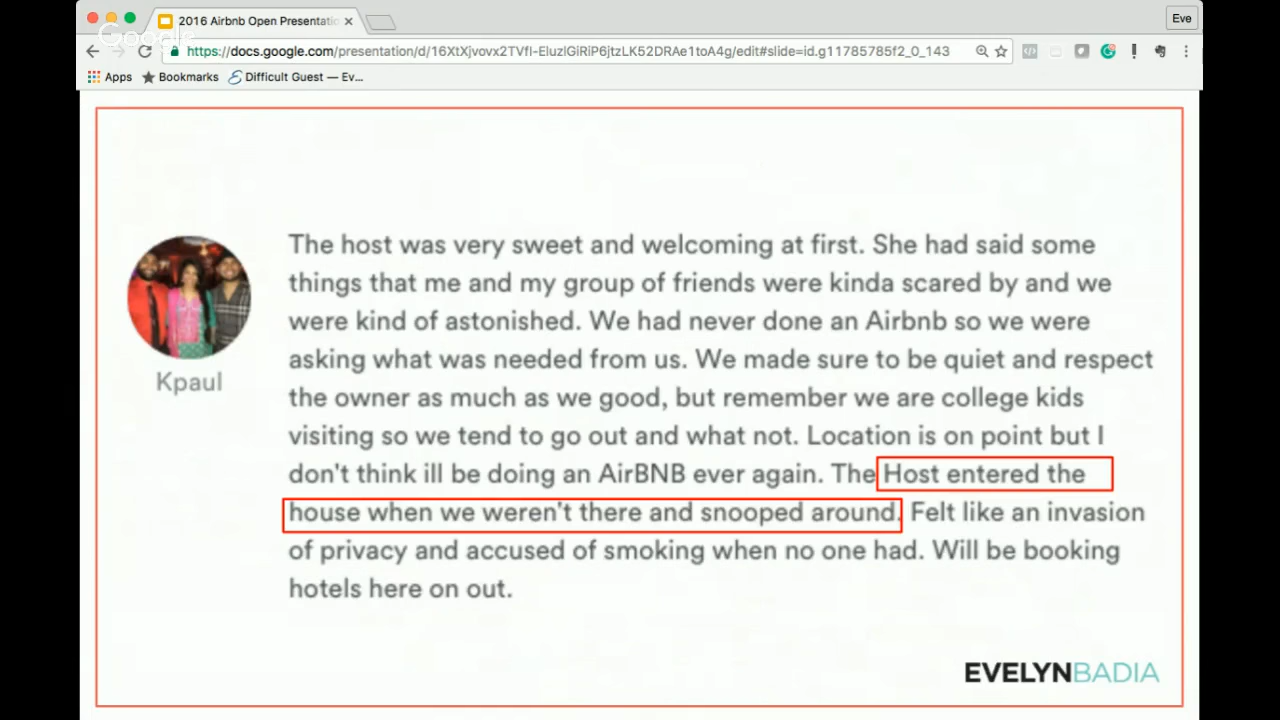 2016 Airbnb Open Presentatio
Eve
Google
https://docs.google.com/presentation/d/16XtXjvovx2TVfI-EluzlGiRiP6jtzLK52DRAe1toA4g/edit#slide=id.g11785785f2_0_143
Apps Bookmarks Difficult Guest — Ev...
The host was very sweet and welcoming at first. She had said some
things that me and my group of friends were kinda scared by and we
were kind of astonished. We had never done an Airbnb so we were
asking what was needed from us. We made sure to be quiet and respect
the owner as much as we good, but remember we are college kids
visiting so we tend to go out and what not. Location is on point but I
don't think ill be doing an AirBNB ever again. The Host entered the
house when we weren't there and snooped around. Felt like an invasion
of privacy and accused of smoking when no one had. Will be booking
hotels here on out.
Kpaul
EVELYNBADIA